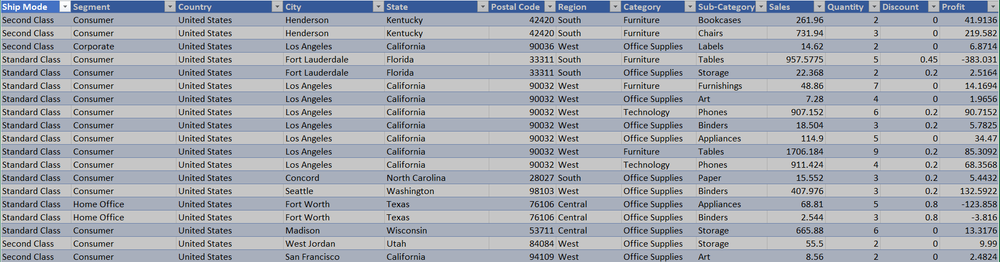 Ship Mode Segment Country City State Postal Code Region Category Sub-Category Sales Quantity Discount Profit
Second Class Consumer United States Henderson Kentucky 42420 South Furniture Bookcases 261.96 2 0 41.9136
Second Class Consumer United States Henderson Kentucky 42420 South Furniture Chairs 731.94 3 0 219.582
Second Class Corporate United States Los Angeles California 90036 West Office Supplies Labels 14.62 2 0 6.8714
Standard Class Consumer United States Fort Lauderdale Florida 33311 South Furniture Tables 957.5775 5 0.45 -383.031
Standard Class Consumer United States Fort Lauderdale Florida 33311 South Office Supplies Storage 22.368 2 0.2 2.5164
Standard Class Consumer United States Los Angeles California 90032 West Furniture Furnishings 48.86 7 0 14.1694
Standard Class Consumer United States Los Angeles California 90032 West Office Supplies Art 7.28 4 0 1.9656
Standard Class Consumer United States Los Angeles California 90032 West Technology Phones 907.152 6 0.2 90.7152
Standard Class Consumer United States Los Angeles California 90032 West Office Supplies Binders 18.504 3 0.2 5.7825
Standard Class Consumer United States Los Angeles California 90032 West Office Supplies Appliances 114.9 5 0 34.47
Standard Class Consumer United States Los Angeles California 90032 West Furniture Tables 1706.184 9 0.2 85.3092
Standard Class Consumer United States Los Angeles California 90032 West Technology Phones 911.424 4 0.2 68.3568
Standard Class Consumer United States Concord North Carolina 28027 South Office Supplies Paper 15.552 3 0.2 5.4432
Standard Class Consumer United States Seattle Washington 98103 West Office Supplies Binders 407.976 3 0.2 132.5922
Standard Class Home Office United States Fort Worth Texas 76106 Central Office Supplies Appliances 68.81 5 0.8 -123.858
Standard Class Home Office United States Fort Worth Texas 76106 Central Office Supplies Binders 2.544 3 0.8 -3.816
Standard Class Consumer United States Madison Wisconsin 53711 Central Office Supplies Storage 665.88 6 0 13.3176
Second Class Consumer United States West Jordan Utah 84084 West Office Supplies Storage 55.5 2 0 9.99
Second Class Consumer United States San Francisco California 94109 West Office Supplies Art 8.56 2 0 2.4824